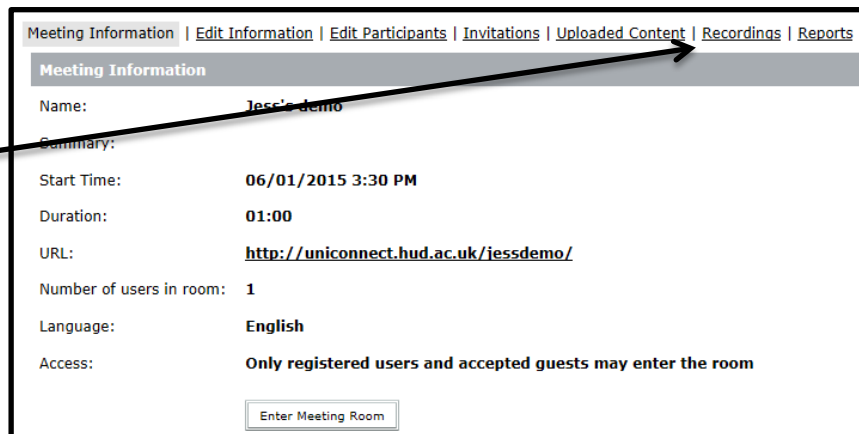 Meeting Information | Edit Information | Edit Participants | Invitations | Uploaded Content | Recordings | Reports
Meeting Information
Name: Jess's demo
Summary:
Start Time: 06/01/2015 3:30 PM
Duration: 01:00
URL: http://uniconnect.hud.ac.uk/jessdemo/
Number of users in room: 1
Language: English
Access: Only registered users and accepted guests may enter the room
Enter Meeting Room